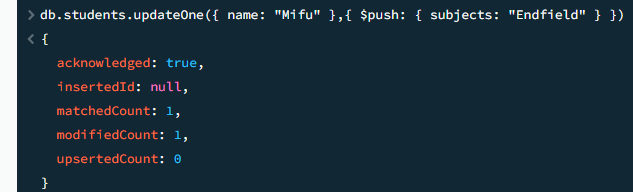 > db.students.updateOne({ name: "Mifu" },{ $push: { subjects: "Endfield" } })
< {
acknowledged: true,
insertedId: null,
matchedCount: 1,
modifiedCount: 1,
upsertedCount: 0
}